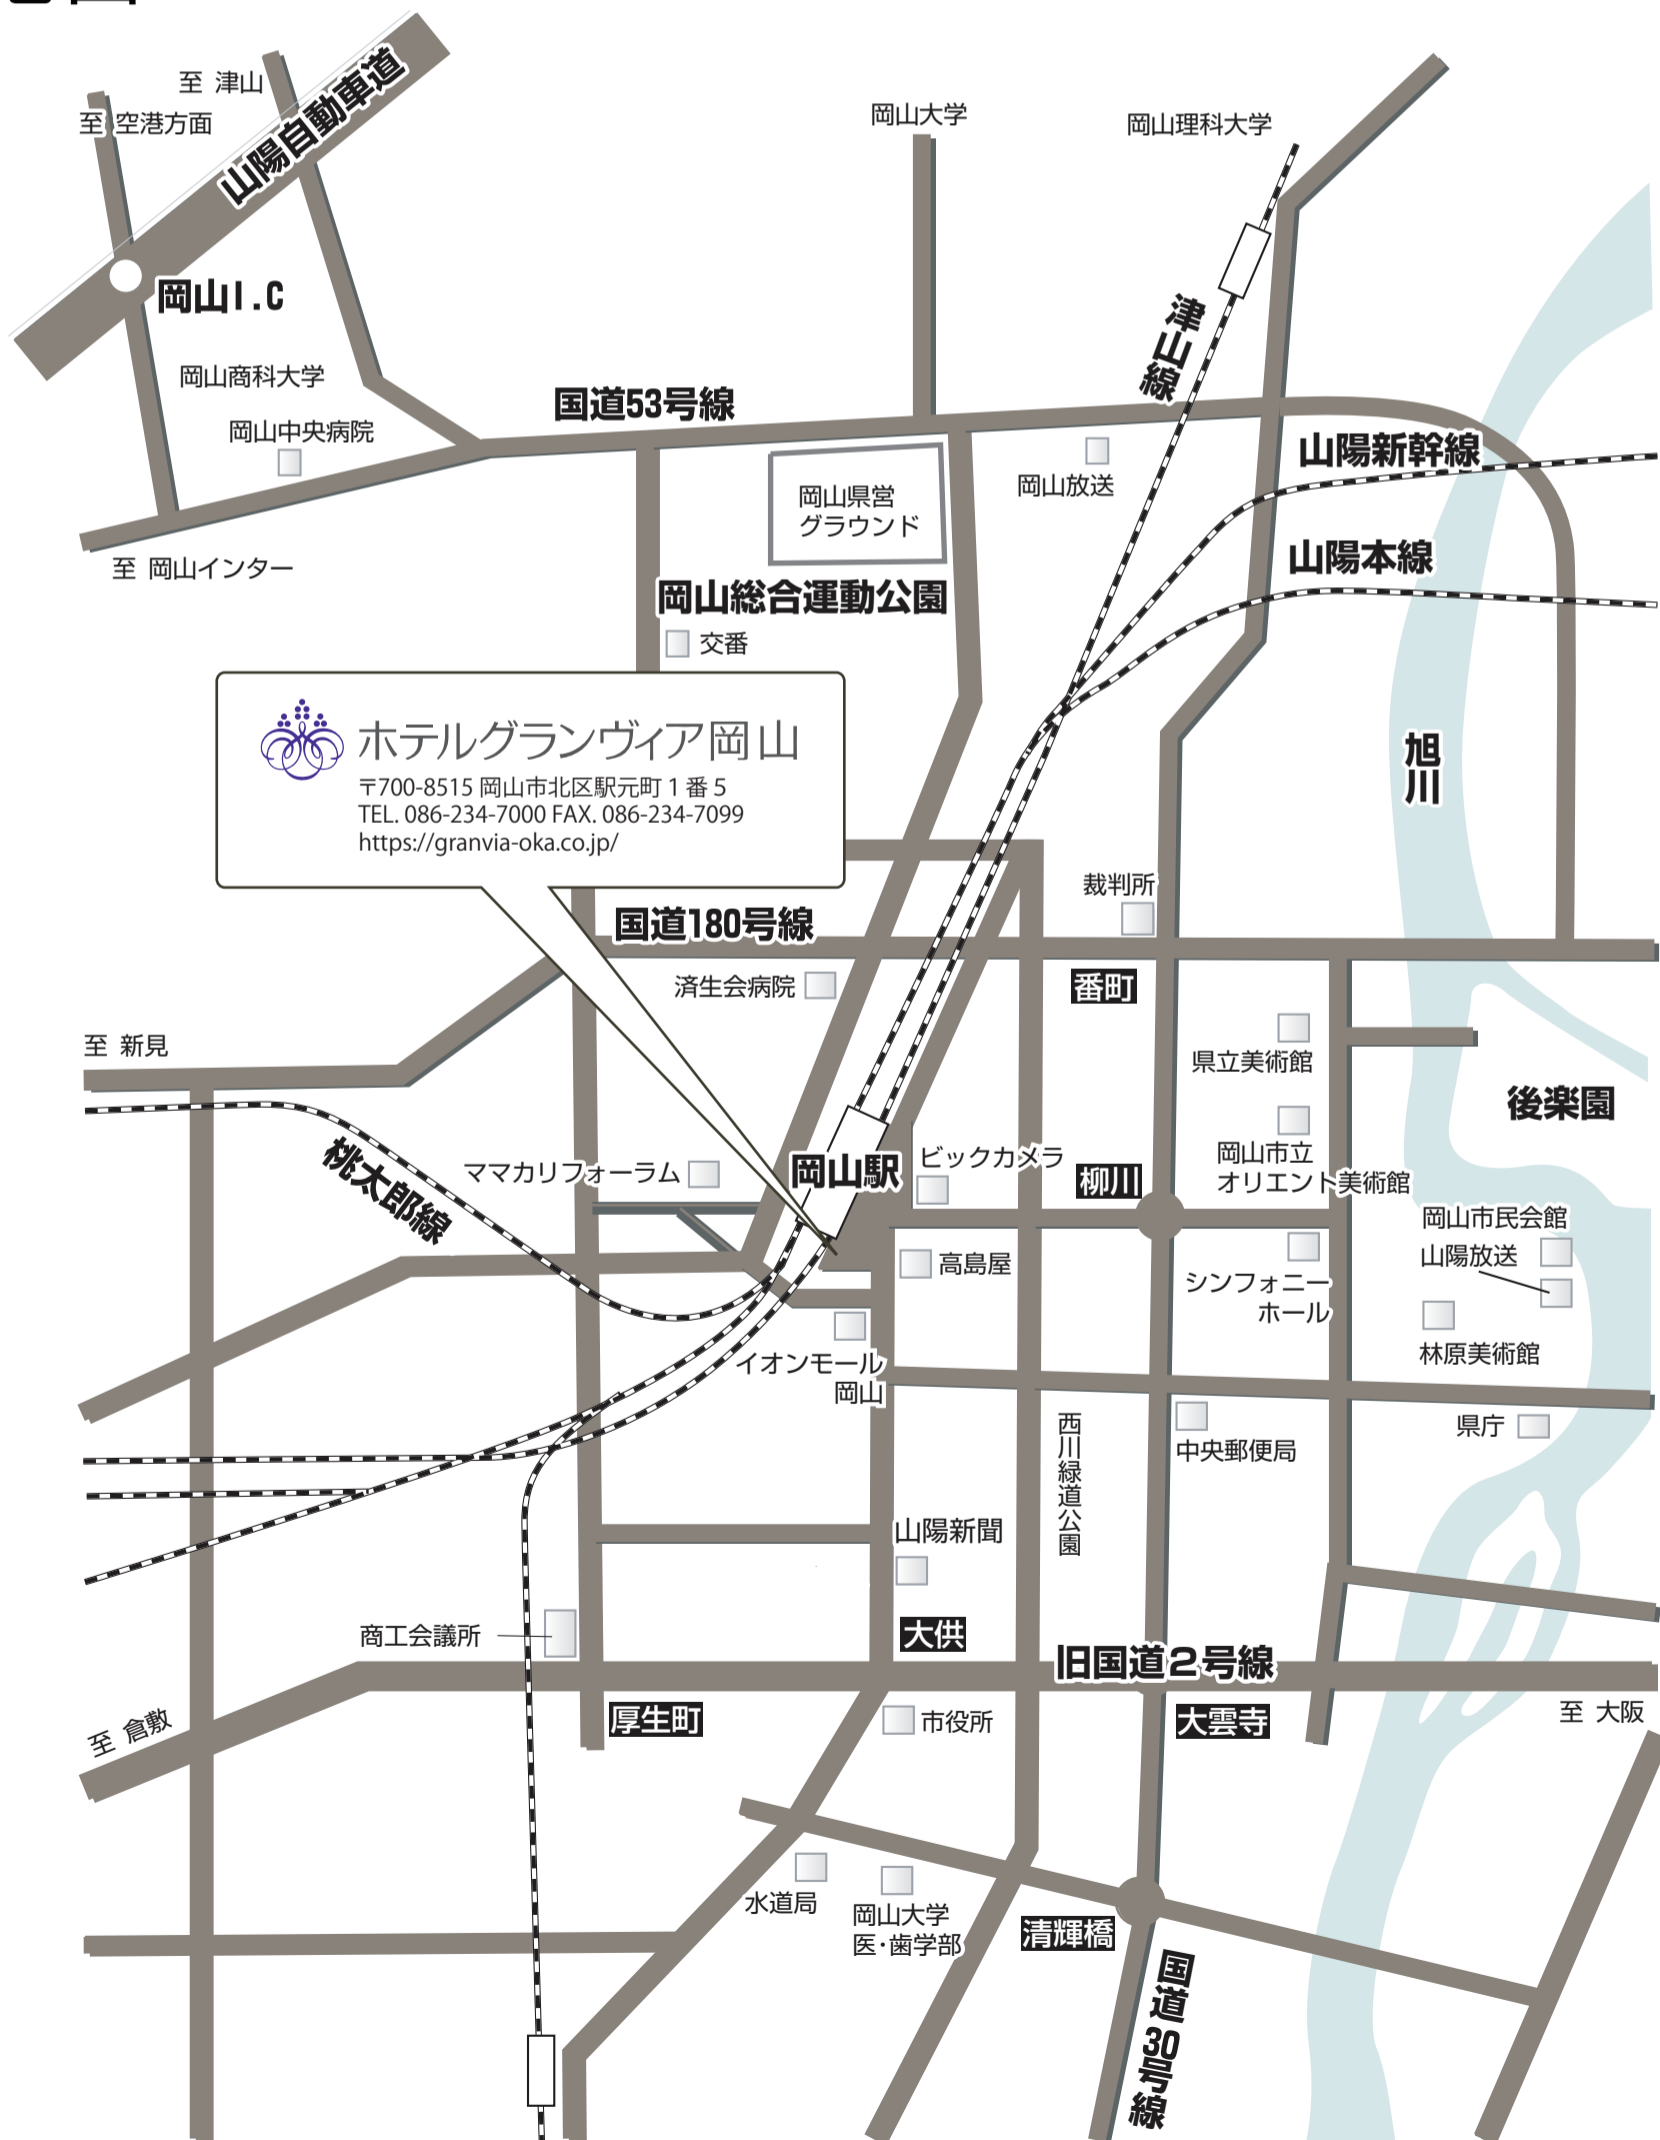 至 津山
至 空港方面
山陽自動車道
岡山大学
岡山理科大学
岡山I.C
津山線
岡山商科大学
国道53号線
岡山中央病院
山陽新幹線
岡山放送
岡山県営
グラウンド
至 岡山インター
山陽本線
岡山総合運動公園
交番
ホテルグランヴィア岡山
〒700-8515 岡山市北区駅元町 1 番 5
TEL. 086-234-7000 FAX. 086-234-7099
https://granvia-oka.co.jp/
旭川
裁判所
国道180号線
済生会病院
番町
至 新見
県立美術館
後楽園
桃太郎線
ママカリフォーラム
岡山駅
ビックカメラ
柳川
岡山市立
オリエント美術館
岡山市民会館
山陽放送
高島屋
シンフォニー
ホール
林原美術館
イオンモール
岡山
県庁
西川緑道公園
中央郵便局
山陽新聞
商工会議所
大供
旧国道２号線
厚生町
市役所
大雲寺
至 大阪
至 倉敷
水道局
岡山大学
医・歯学部
清輝橋
国道30号線